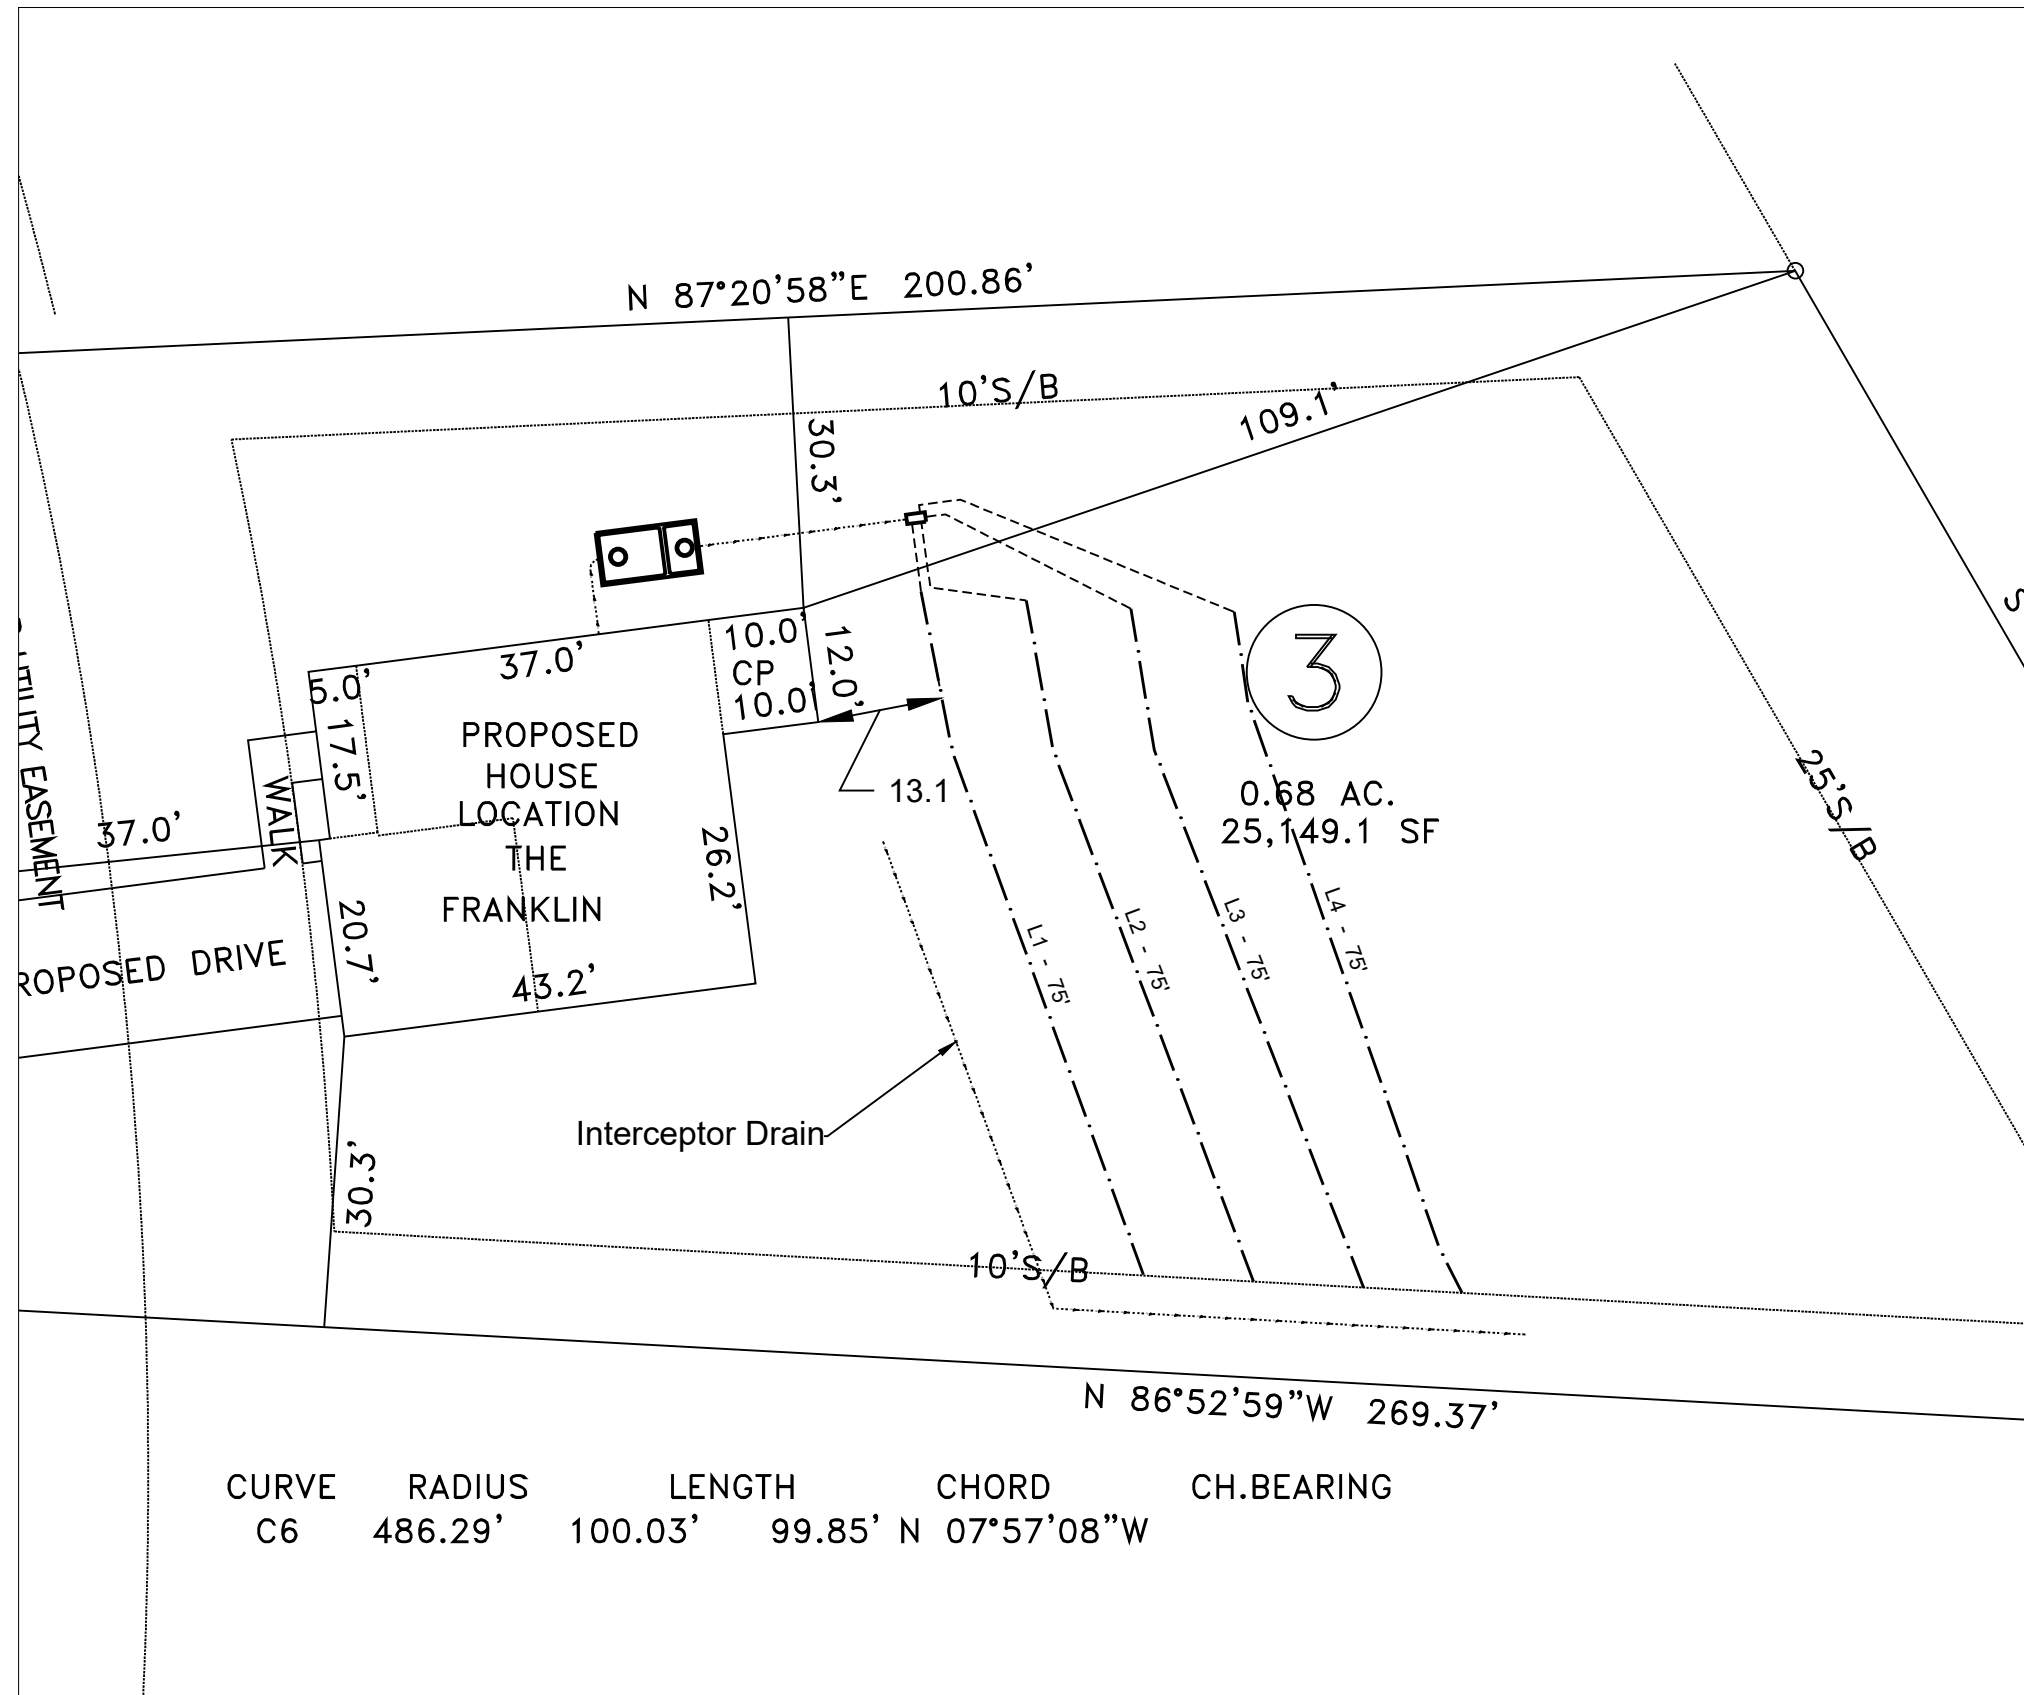 N 87°20'58"E 200.86'
10'S/B
109.1'
30.3'
S
10.0'
CP
10.0'
12.0'
37.0'
5.0'
17.5'
3
PROPOSED
HOUSE
LOCATION
THE
FRANKLIN
13.1
0.68 AC.
25,149.1 SF
25'S/B
EASEMENT
WALK
37.0'
26.2'
20.7'
DRIVE
43.2'
L1 - 75'
L2 - 75'
L3 - 75'
L4 - 75'
Interceptor Drain
30.3'
10'S/B
N 86°52'59"W 269.37'
CURVE RADIUS LENGTH CHORD CH.BEARING
C6 486.29' 100.03' 99.85' N 07°57'08"W